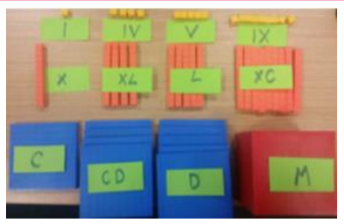 I IV V IX
X XL L XC
C CD D M